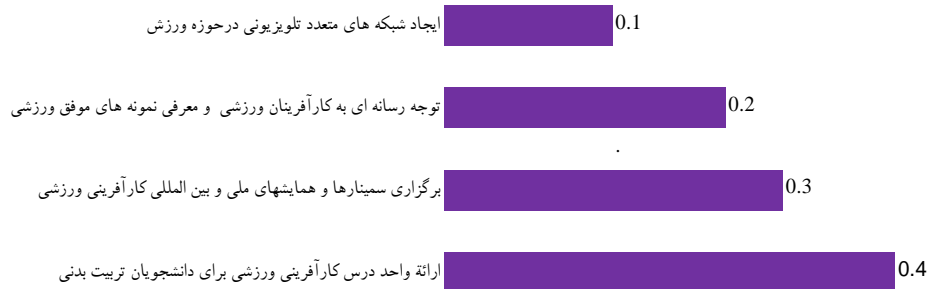 ایجاد شبکه های متعدد تلویزیونی درحوزه ورزش 0.1
توجه رسانه ای به کارآفرینان ورزشی و معرفی نمونه های موفق ورزشی 0.2
.
برگزاری سمینارها و همایشهای ملی و بین المللی کارآفرینی ورزشی 0.3
ارائة واحد درس کارآفرینی ورزشی برای دانشجویان تربیت بدنی 0.4